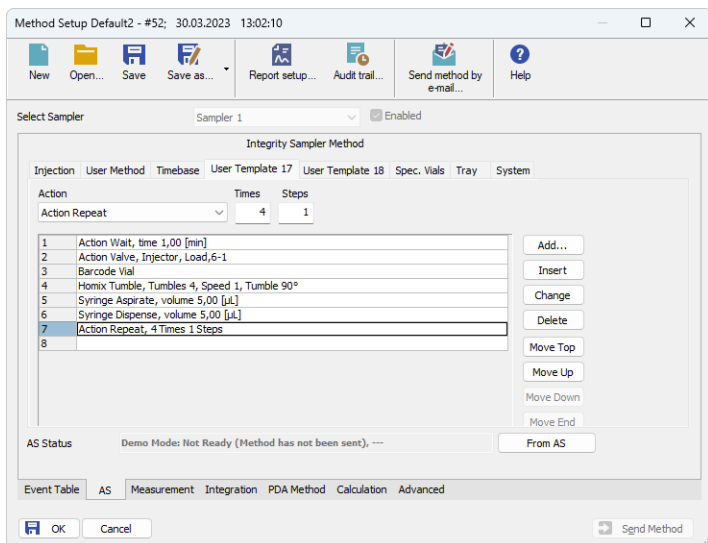 Method Setup Default2 - #52; 30.03.2023 13:02:10
New Open... Save Save as... Report setup... Audit trail... Send method by e-mail... Help
Select Sampler Sampler 1 Enabled
Integrity Sampler Method
Injection User Method Timebase User Template 17 User Template 18 Spec. Vials Tray System
Action Times Steps
Action Repeat 4 1
1 Action Wait, time 1,00 [min]
2 Action Valve, Injector, Load,6-1
3 Barcode Vial
4 Homix Tumble, Tumbles 4, Speed 1, Tumble 90°
5 Syringe Aspirate, volume 5,00 [µL]
6 Syringe Dispense, volume 5,00 [µL]
7 Action Repeat, 4 Times 1 Steps
8
Add...
Insert
Change
Delete
Move Top
Move Up
Move Down
Move End
AS Status Demo Mode: Not Ready (Method has not been sent), --- From AS
Event Table AS Measurement Integration PDA Method Calculation Advanced
OK Cancel Send Method